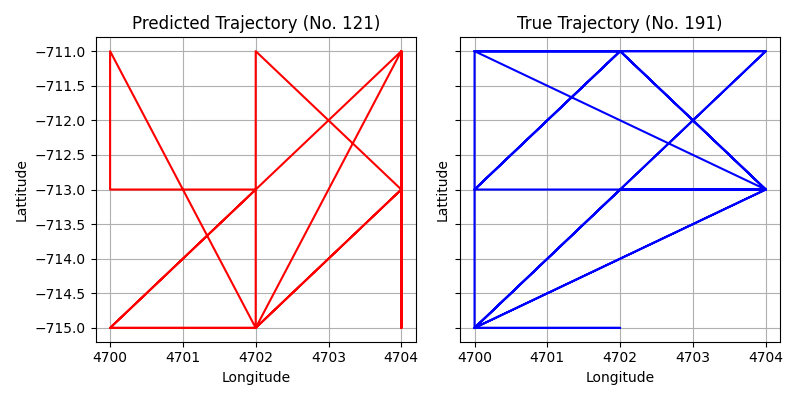 Predicted Trajectory (No. 121)
Lattitude
−711.0
−711.5
−712.0
−712.5
−713.0
−713.5
−714.0
−714.5
−715.0
4700 4701 4702 4703 4704
Longitude
True Trajectory (No. 191)
Lattitude
4700 4701 4702 4703 4704
Longitude